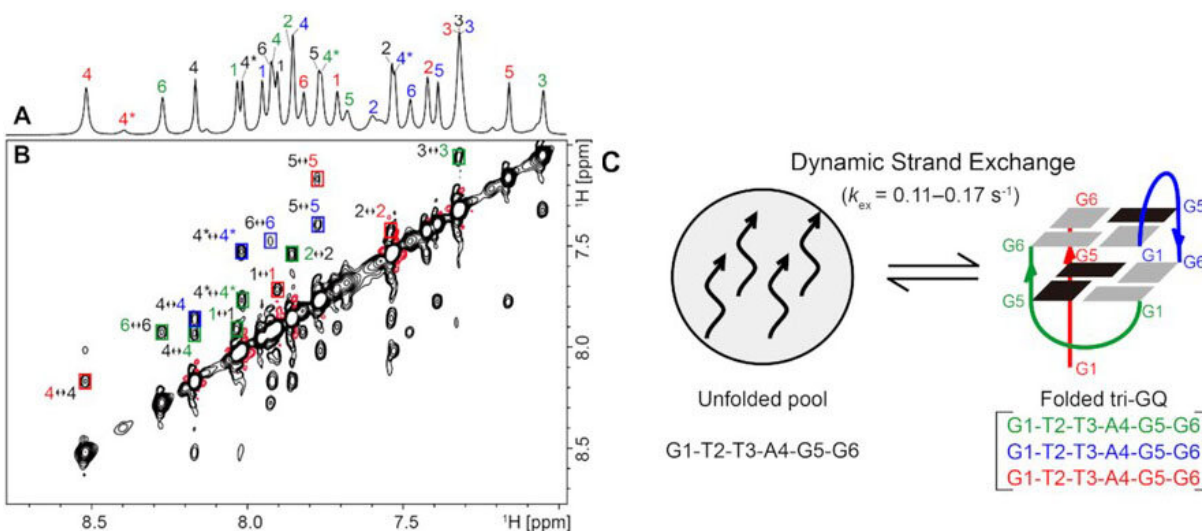 A
4 4* 6 4 1 4* 1 6 4 1 2 4 6 5 4* 1 5 2 2 4* 6 2 5 3 3 3 5 3
B
3↔3
5↔5
5↔5
2↔2
6↔6
4*↔4*
2↔2
1↔1
4*↔4*
4↔4
1↔1
6↔6
4↔4
4↔4
¹H [ppm]
7.5
8.0
8.5
8.5 8.0 7.5 ¹H [ppm]
C
Dynamic Strand Exchange
(kex = 0.11–0.17 s⁻¹)
G6
G5
G6
G1
G5
G6
G5
G1
G1
Unfolded pool
Folded tri-GQ
G1-T2-T3-A4-G5-G6
G1-T2-T3-A4-G5-G6
G1-T2-T3-A4-G5-G6
G1-T2-T3-A4-G5-G6